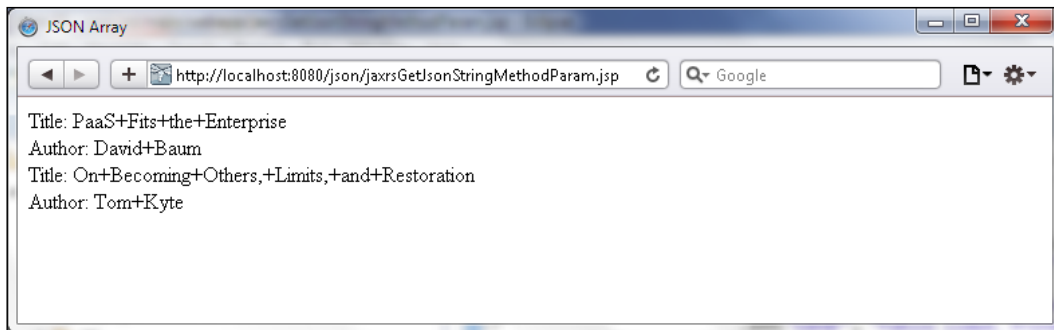 JSON Array
http://localhost:8080/json/jaxrsGetJsonStringMethodParam.jsp
Google
Title: PaaS+Fits+the+Enterprise
Author: David+Baum
Title: On+Becoming+Others,+Limits,+and+Restoration
Author: Tom+Kyte